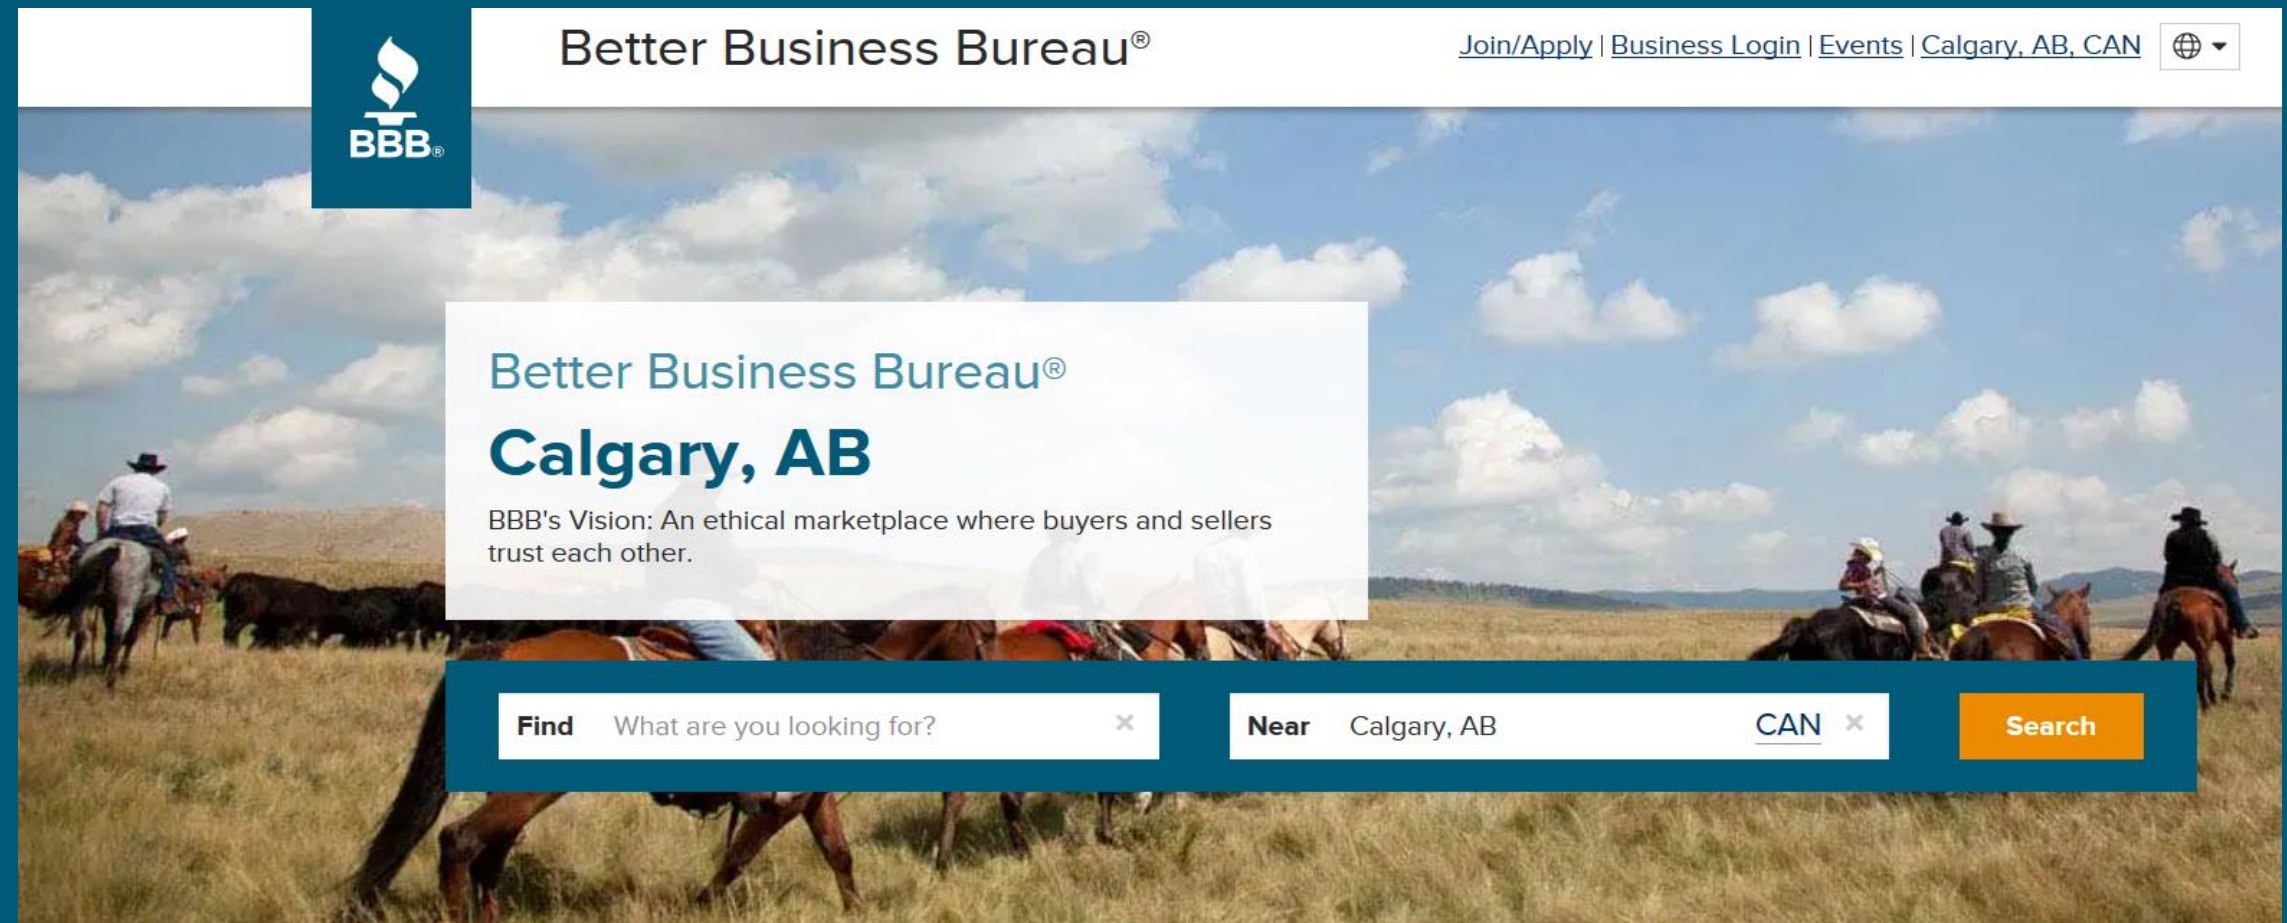 BBB®
Better Business Bureau®
Join/Apply | Business Login | Events | Calgary, AB, CAN
Better Business Bureau®
Calgary, AB
BBB's Vision: An ethical marketplace where buyers and sellers
trust each other.
Find What are you looking for? ×
Near Calgary, AB CAN ×
Search